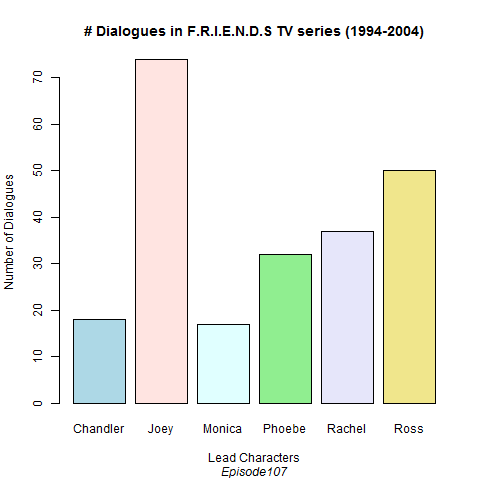 # Dialogues in F.R.I.E.N.D.S TV series (1994-2004)
Number of Dialogues
70
60
50
40
30
20
10
0
Chandler Joey Monica Phoebe Rachel Ross
Lead Characters
Episode107